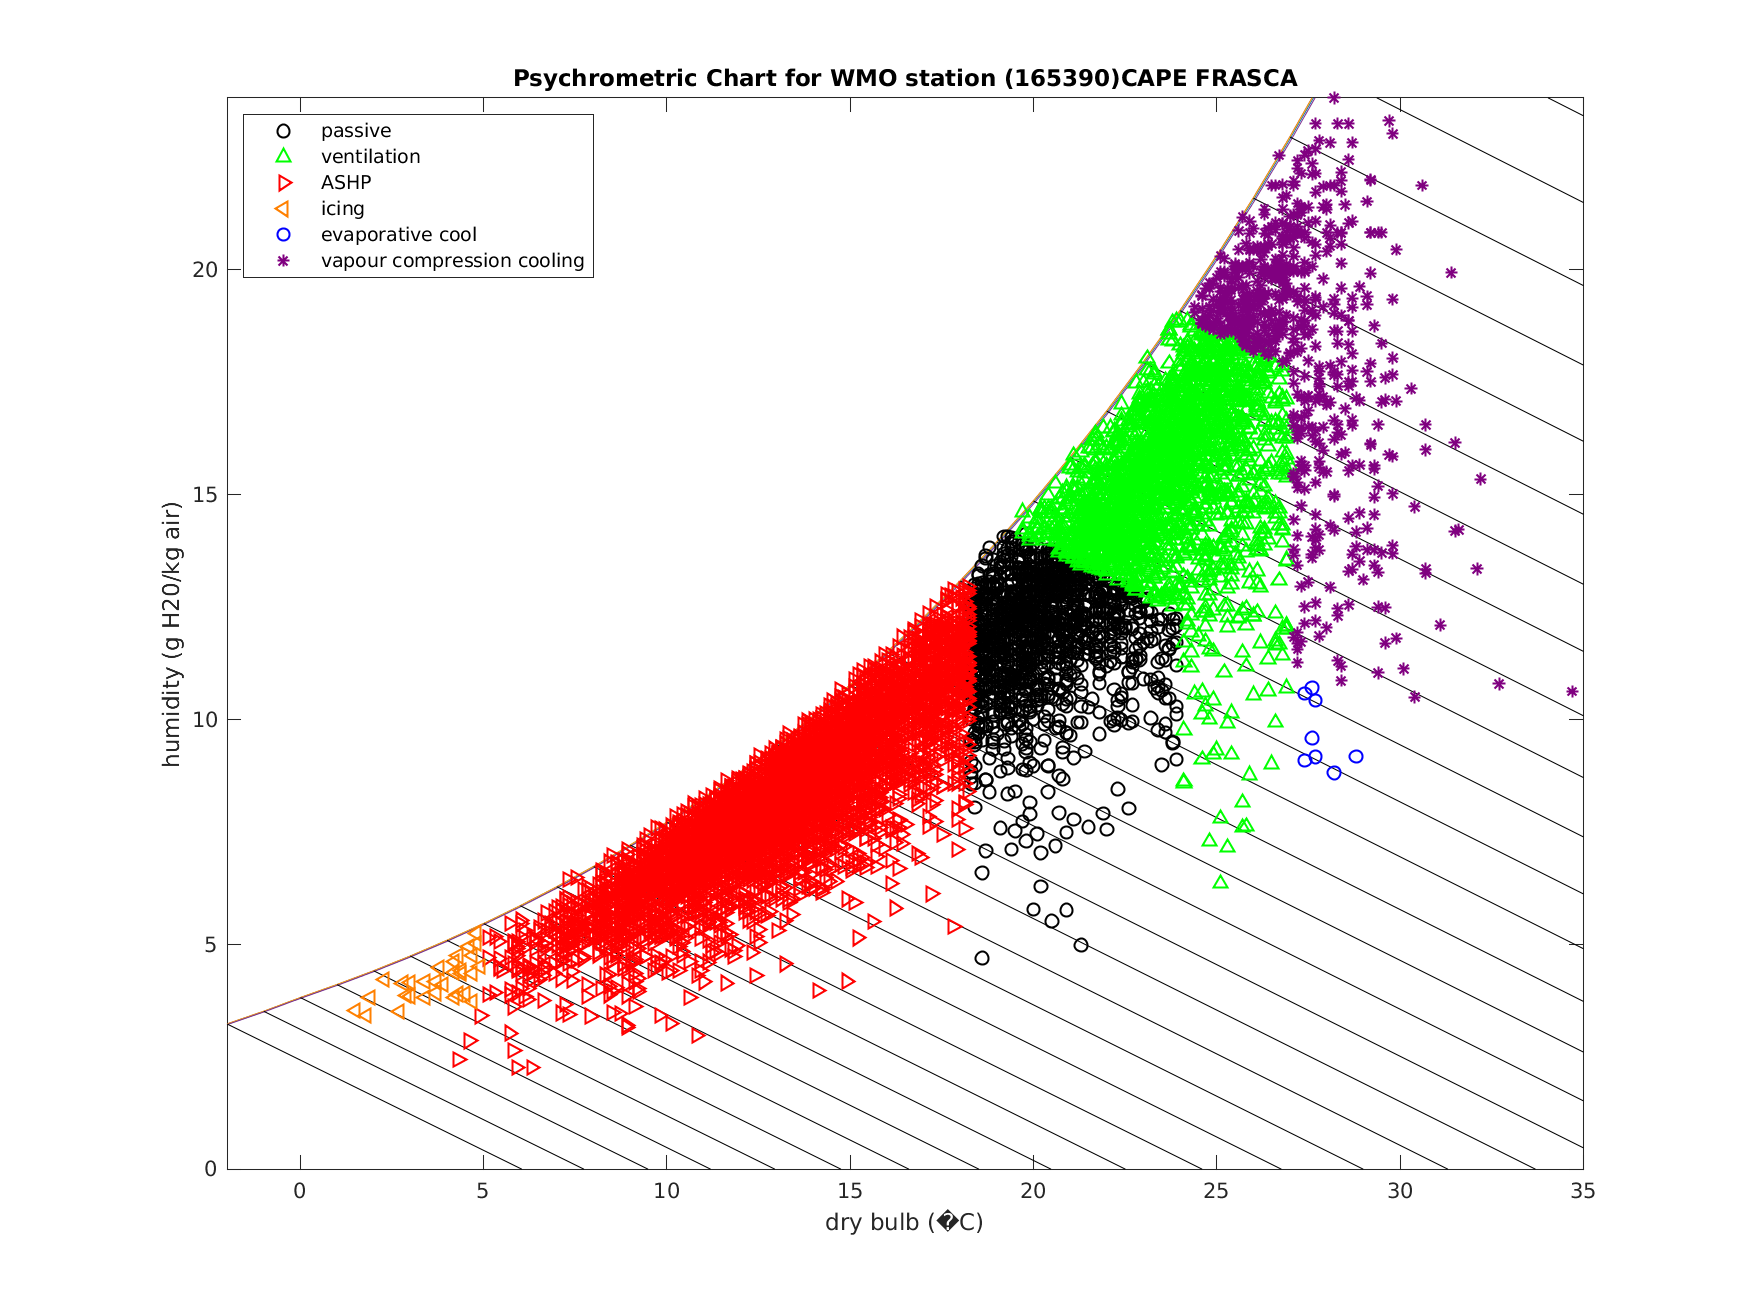 Psychrometric Chart for WMO station (165390)CAPE FRASCA
passive
ventilation
ASHP
icing
evaporative cool
vapour compression cooling
humidity (g H20/kg air)
20
15
10
5
0
0 5 10 15 20 25 30 35
dry bulb (�C)